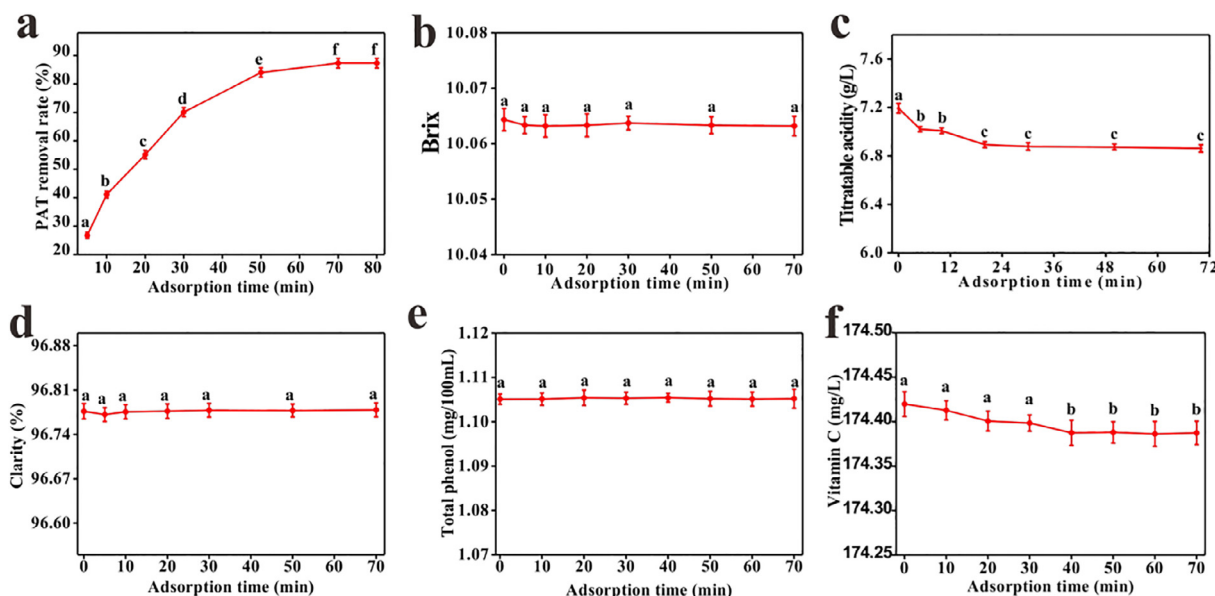 a
PAT removal rate (%)
90
80
70
60
50
40
30
20
a
b
c
d
e
f
f
10 20 30 40 50 60 70 80
Adsorption time (min)
b
Brix
10.08
10.07
10.06
10.05
10.04
a a a a a a a
0 10 20 30 40 50 60 70
Adsorption time (min)
c
Titratable acidity (g/L)
7.6
7.2
6.8
6.4
6.0
a
b b
c c c c
0 12 24 36 48 60 72
Adsorption time (min)
d
Clarity (%)
96.88
96.81
96.74
96.67
96.60
a a a a a a a
0 10 20 30 40 50 60 70
Adsorption time (min)
e
Total phenol (mg/100mL)
1.12
1.11
1.10
1.09
1.08
1.07
a a a a a a a a
0 10 20 30 40 50 60 70
Adsorption time (min)
f
Vitamin C (mg/L)
174.50
174.45
174.40
174.35
174.30
174.25
a a a a b b b b
0 10 20 30 40 50 60 70
Adsorption time (min)